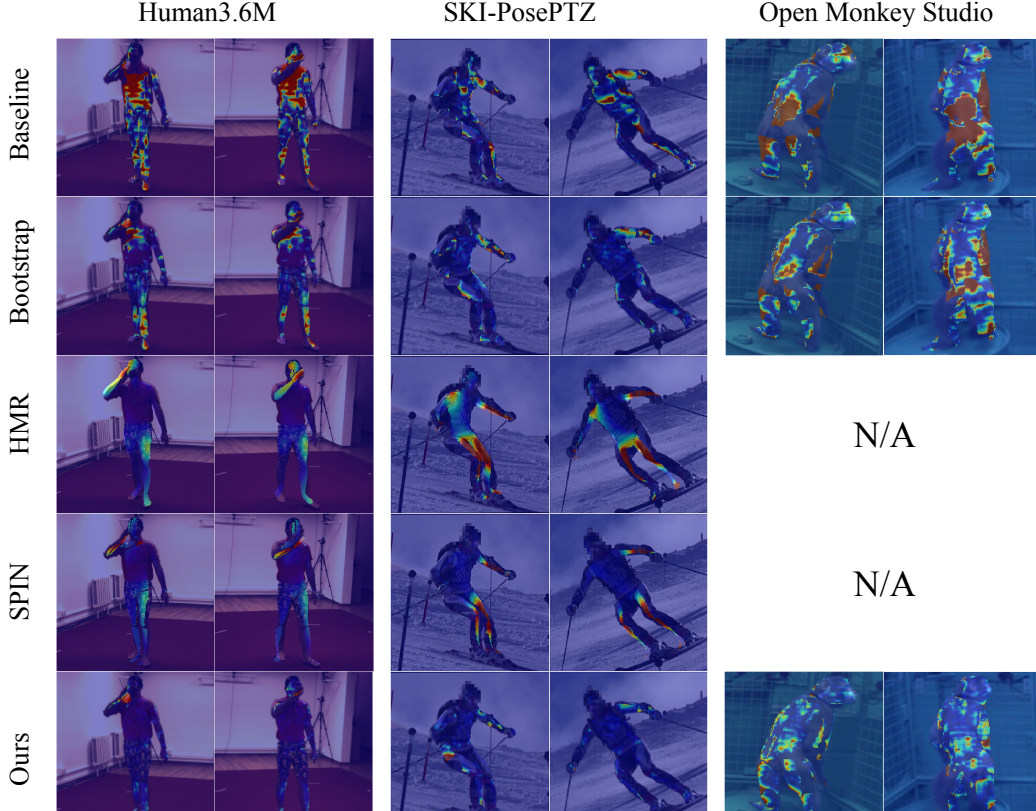 Human3.6M SKI-PosePTZ Open Monkey Studio
Baseline
Bootstrap
HMR N/A
SPIN N/A
Ours